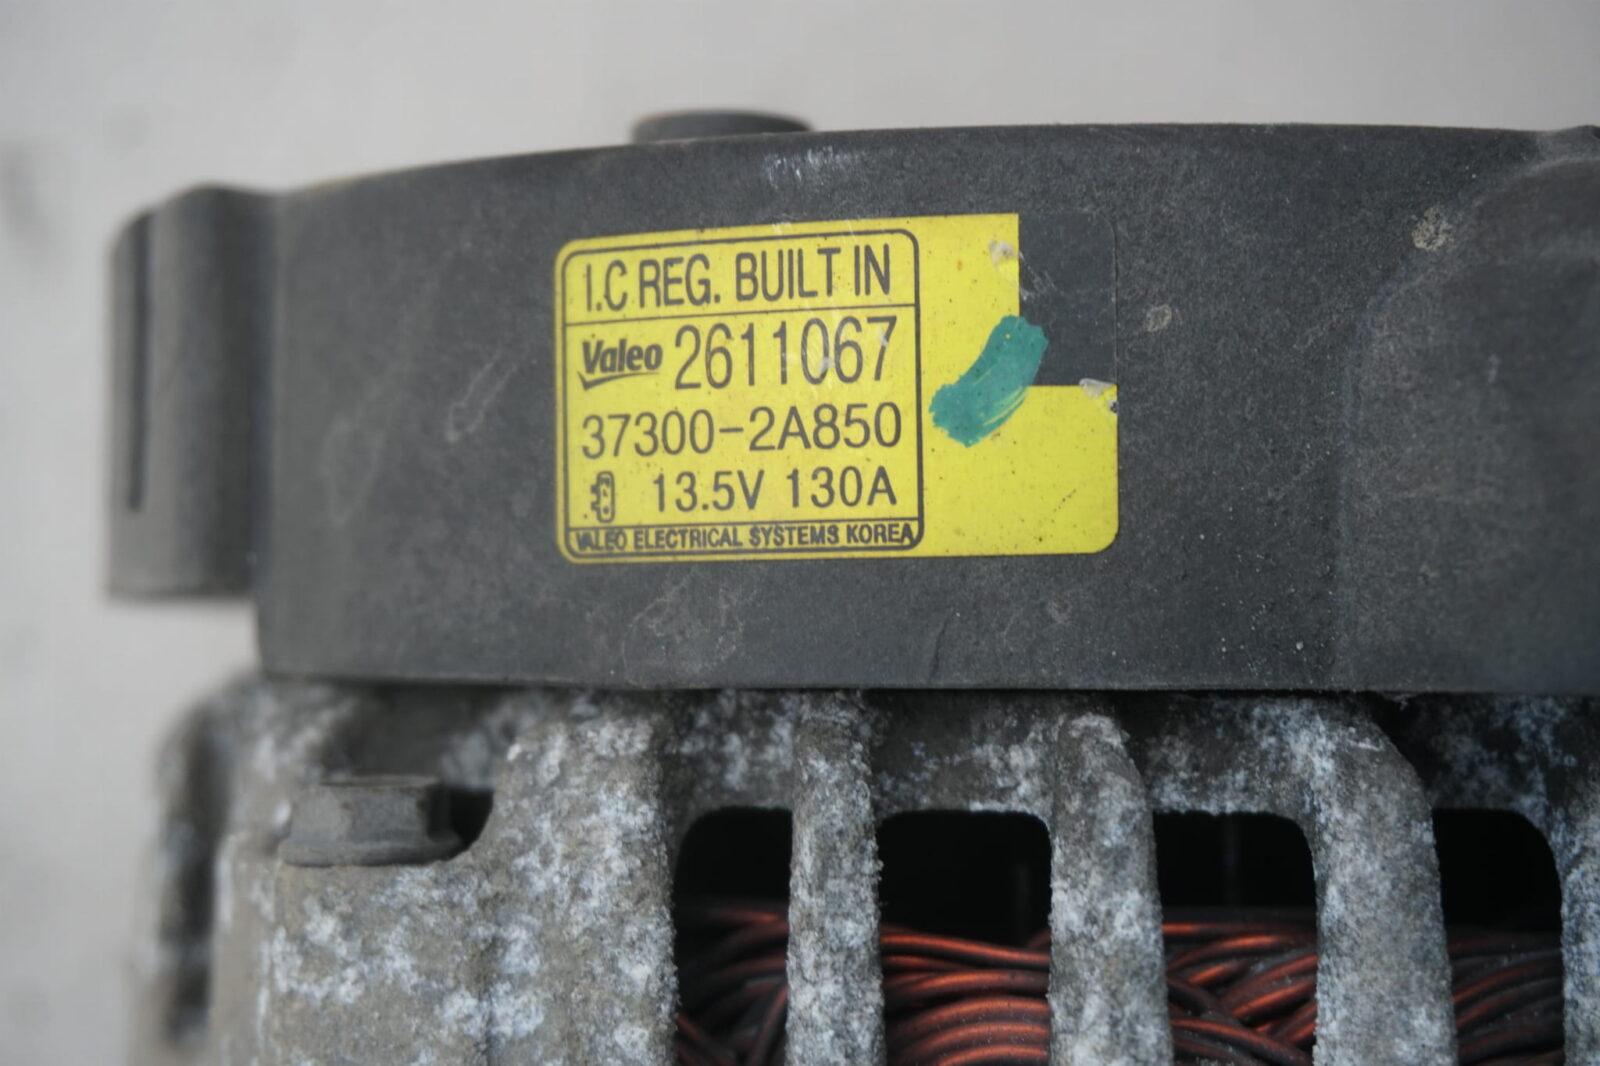 I.C REG. BUILT IN
Valeo 2611067
37300-2A850
13.5V 130A
VALEO ELECTRICAL SYSTEMS KOREA